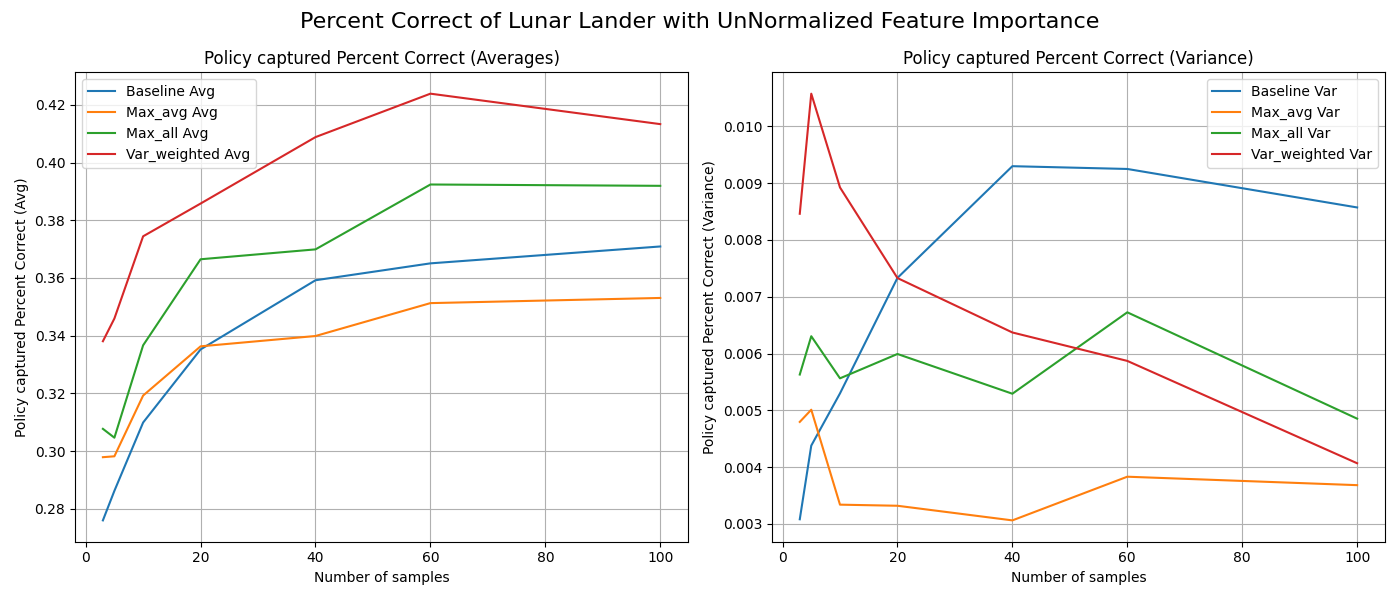 Percent Correct of Lunar Lander with UnNormalized Feature Importance
Policy captured Percent Correct (Averages)
Policy captured Percent Correct (Avg)
0.42
0.40
0.38
0.36
0.34
0.32
0.30
0.28
Baseline Avg
Max_avg Avg
Max_all Avg
Var_weighted Avg
0
20
40
60
80
100
Number of samples
Policy captured Percent Correct (Variance)
Policy captured Percent Correct (Variance)
0.010
0.009
0.008
0.007
0.006
0.005
0.004
0.003
Baseline Var
Max_avg Var
Max_all Var
Var_weighted Var
0
20
40
60
80
100
Number of samples